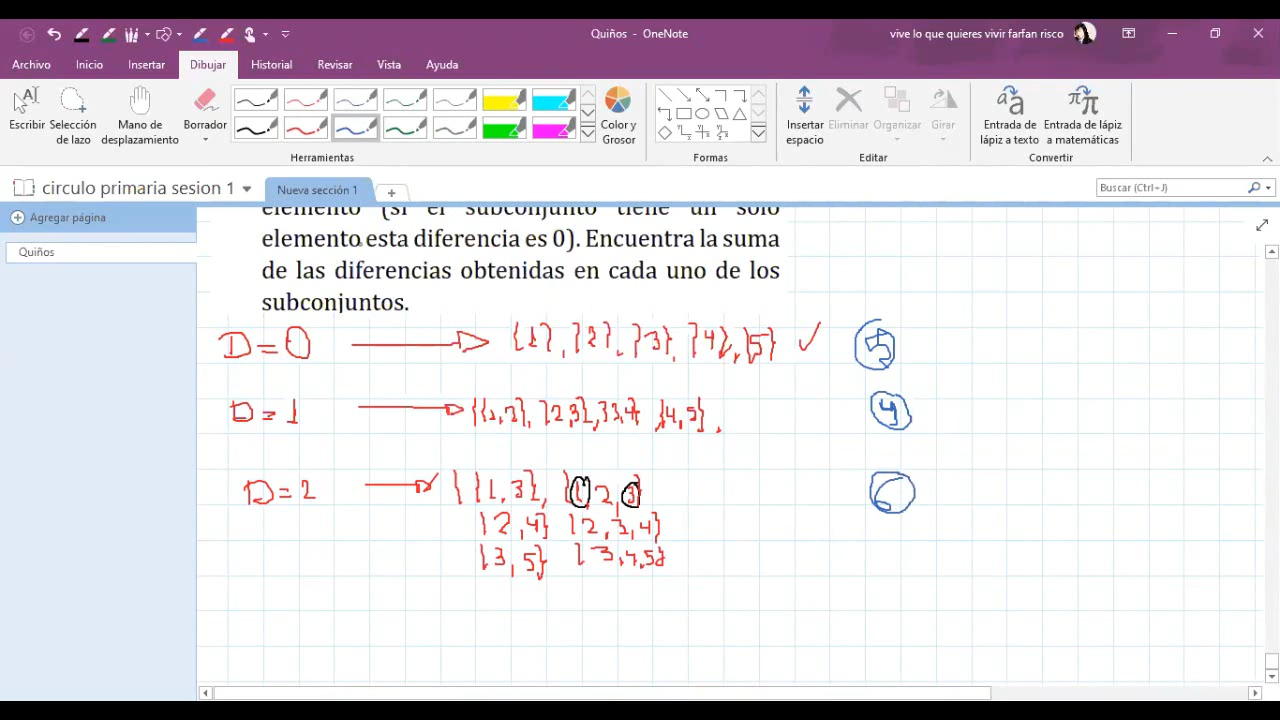 Quiños - OneNote
vive lo que quieres vivir farfan risco
Archivo Inicio Insertar Dibujar Historial Revisar Vista Ayuda
Escribir
Selección de lazo
Mano de desplazamiento
Borrador
Color y Grosor
Insertar espacio
Eliminar
Organizar
Girar
Entrada de lápiz a texto
Entrada de lápiz a matemáticas
Herramientas Formas Editar Convertir
circulo primaria sesion 1
Nueva sección 1
Buscar (Ctrl+J)
Agregar página
Quiños
elemento (si el subconjunto tiene un solo
elemento esta diferencia es 0). Encuentra la suma
de las diferencias obtenidas en cada uno de los
subconjuntos.
D = 0 {1}, {2}, {3}, {4}, {5} ✓ 5
D = 1 {{1,2}, {2,3}, {3,4} {4,5}, 4
D = 2 { {1,3}, {1,2,3} 6
{2,4} {2,3,4}
{3,5} {3,4,5}